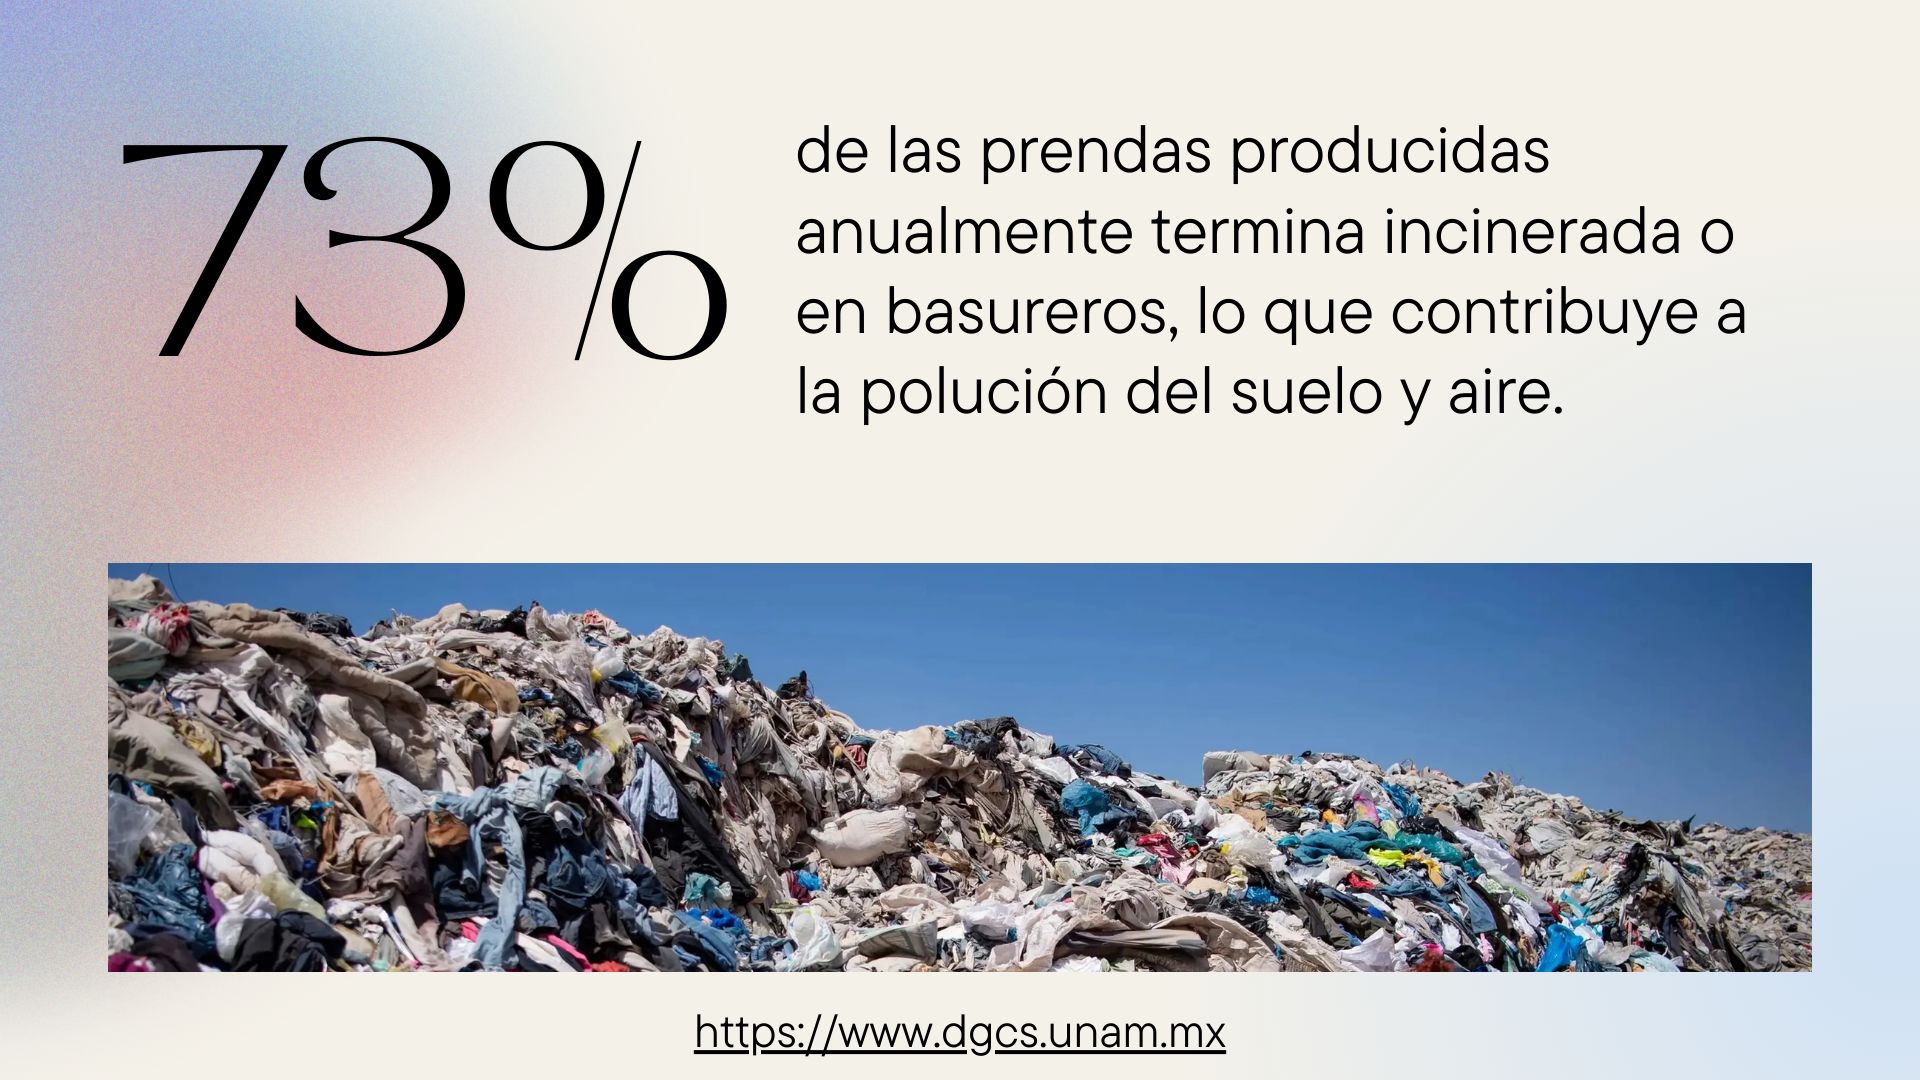 73%
de las prendas producidas
anualmente termina incinerada o
en basureros, lo que contribuye a
la polución del suelo y aire.
https://www.dgcs.unam.mx